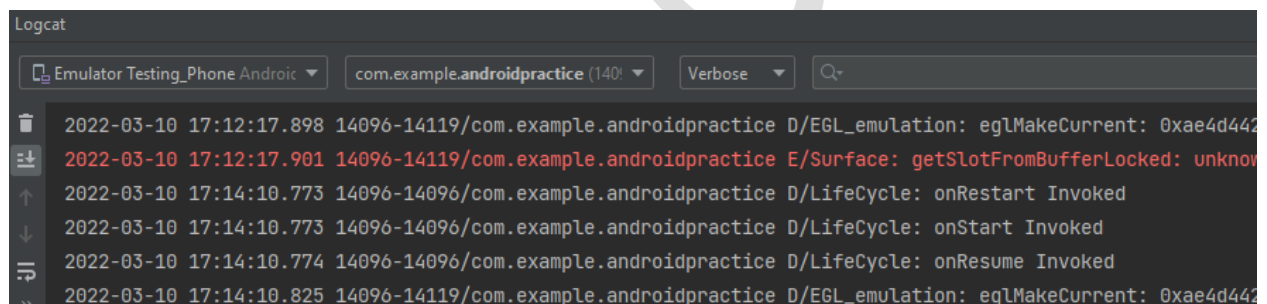 Logcat
Emulator Testing_Phone Androic com.example.androidpractice (140 Verbose
2022-03-10 17:12:17.898 14096-14119/com.example.androidpractice D/EGL_emulation: eglMakeCurrent: 0xae4d442
2022-03-10 17:12:17.901 14096-14119/com.example.androidpractice E/Surface: getSlotFromBufferLocked: unknow
2022-03-10 17:14:10.773 14096-14096/com.example.androidpractice D/LifeCycle: onRestart Invoked
2022-03-10 17:14:10.773 14096-14096/com.example.androidpractice D/LifeCycle: onStart Invoked
2022-03-10 17:14:10.774 14096-14096/com.example.androidpractice D/LifeCycle: onResume Invoked
2022-03-10 17:14:10.825 14096-14119/com.example.androidpractice D/EGL_emulation: eglMakeCurrent: 0xae4d442